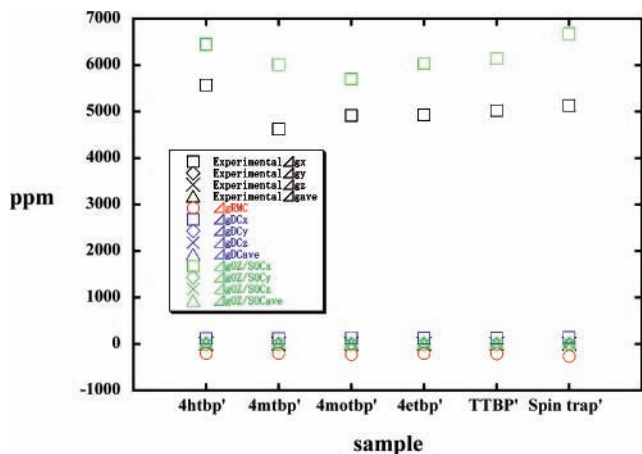 7000
6000
5000
4000
3000
2000
1000
0
-1000
ppm
Experimental⊿gx
Experimental⊿gy
Experimental⊿gz
Experimental⊿gave
⊿gRMC
⊿gDCx
⊿gDCy
⊿gDCz
⊿gDCave
⊿gOZ/SOCx
⊿gOZ/SOCy
⊿gOZ/SOCz
⊿gOZ/SOCave
4htbp' 4mtbp' 4motbp' 4etbp' TTBP' Spin trap'
sample